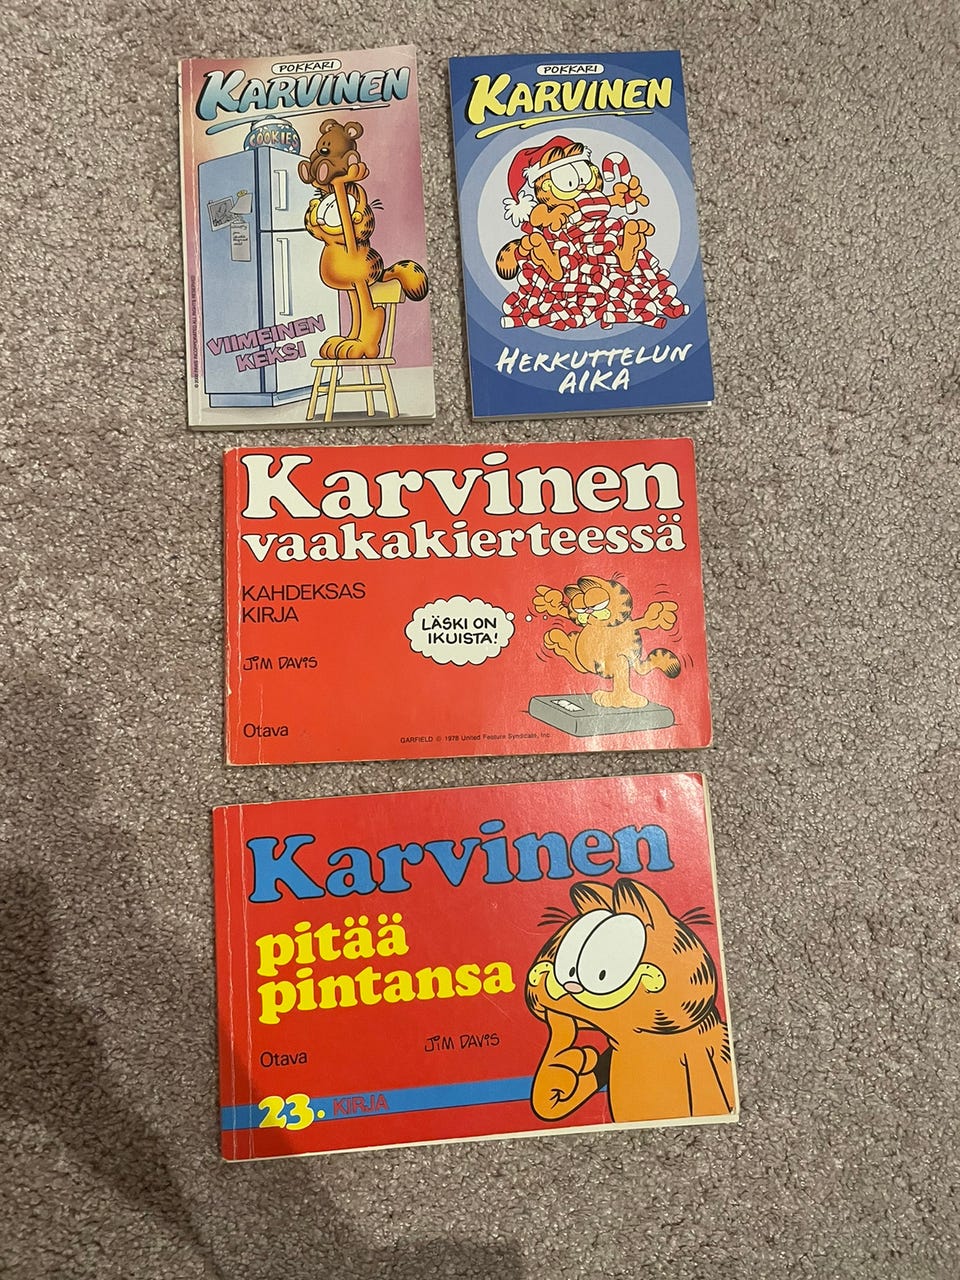 POKKARI
KARVINEN
COOKIES
VIIMEINEN
KEKSI
POKKARI
KARVINEN
HERKUTTELUN
AIKA
Karvinen
vaakakierteessä
KAHDEKSAS
KIRJA
LÄSKI ON
IKUISTA!
JIM DAVIS
Otava
GARFIELD © 1978 United Feature Syndicate, Inc.
Karvinen
pitää
pintansa
JIM DAVIS
Otava
23. KIRJA